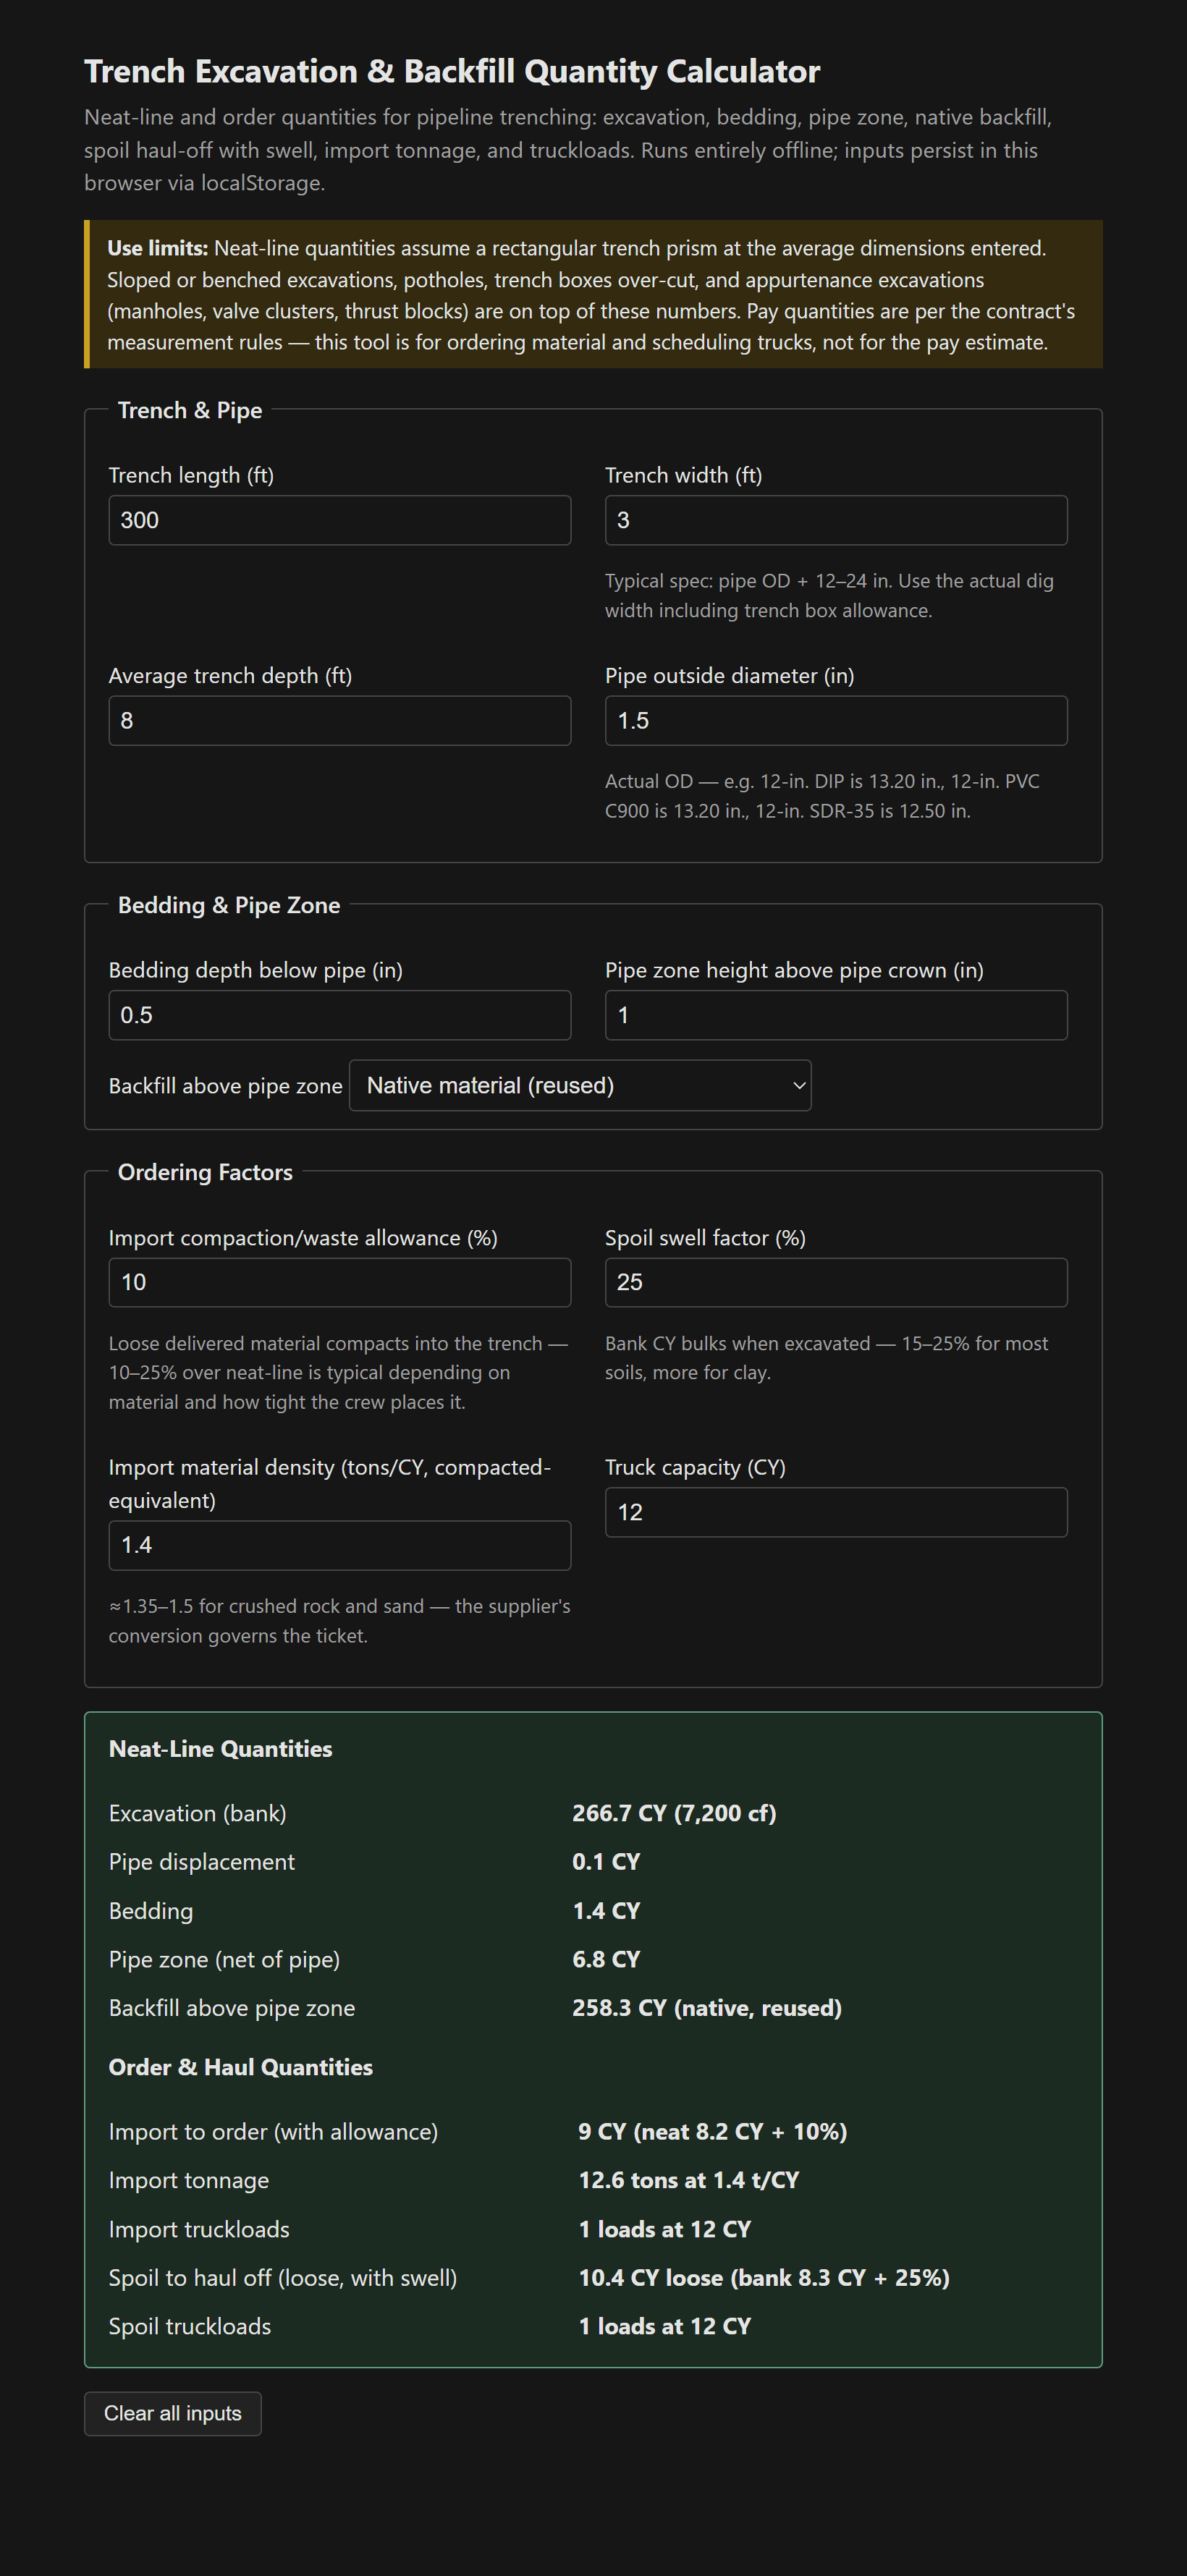 Trench Excavation & Backfill Quantity Calculator
Neat-line and order quantities for pipeline trenching: excavation, bedding, pipe zone, native backfill,
spoil haul-off with swell, import tonnage, and truckloads. Runs entirely offline; inputs persist in this
browser via localStorage.
Use limits: Neat-line quantities assume a rectangular trench prism at the average dimensions entered.
Sloped or benched excavations, potholes, trench boxes over-cut, and appurtenance excavations
(manholes, valve clusters, thrust blocks) are on top of these numbers. Pay quantities are per the contract's
measurement rules — this tool is for ordering material and scheduling trucks, not for the pay estimate.
Trench & Pipe
Trench length (ft)
300
Trench width (ft)
3
Typical spec: pipe OD + 12–24 in. Use the actual dig
width including trench box allowance.
Average trench depth (ft)
8
Pipe outside diameter (in)
1.5
Actual OD — e.g. 12-in. DIP is 13.20 in., 12-in. PVC
C900 is 13.20 in., 12-in. SDR-35 is 12.50 in.
Bedding & Pipe Zone
Bedding depth below pipe (in)
0.5
Pipe zone height above pipe crown (in)
1
Backfill above pipe zone Native material (reused)
Ordering Factors
Import compaction/waste allowance (%)
10
Loose delivered material compacts into the trench —
10–25% over neat-line is typical depending on
material and how tight the crew places it.
Spoil swell factor (%)
25
Bank CY bulks when excavated — 15–25% for most
soils, more for clay.
Import material density (tons/CY, compacted-
equivalent)
1.4
≈1.35–1.5 for crushed rock and sand — the supplier's
conversion governs the ticket.
Truck capacity (CY)
12
Neat-Line Quantities
Excavation (bank) 266.7 CY (7,200 cf)
Pipe displacement 0.1 CY
Bedding 1.4 CY
Pipe zone (net of pipe) 6.8 CY
Backfill above pipe zone 258.3 CY (native, reused)
Order & Haul Quantities
Import to order (with allowance) 9 CY (neat 8.2 CY + 10%)
Import tonnage 12.6 tons at 1.4 t/CY
Import truckloads 1 loads at 12 CY
Spoil to haul off (loose, with swell) 10.4 CY loose (bank 8.3 CY + 25%)
Spoil truckloads 1 loads at 12 CY
Clear all inputs